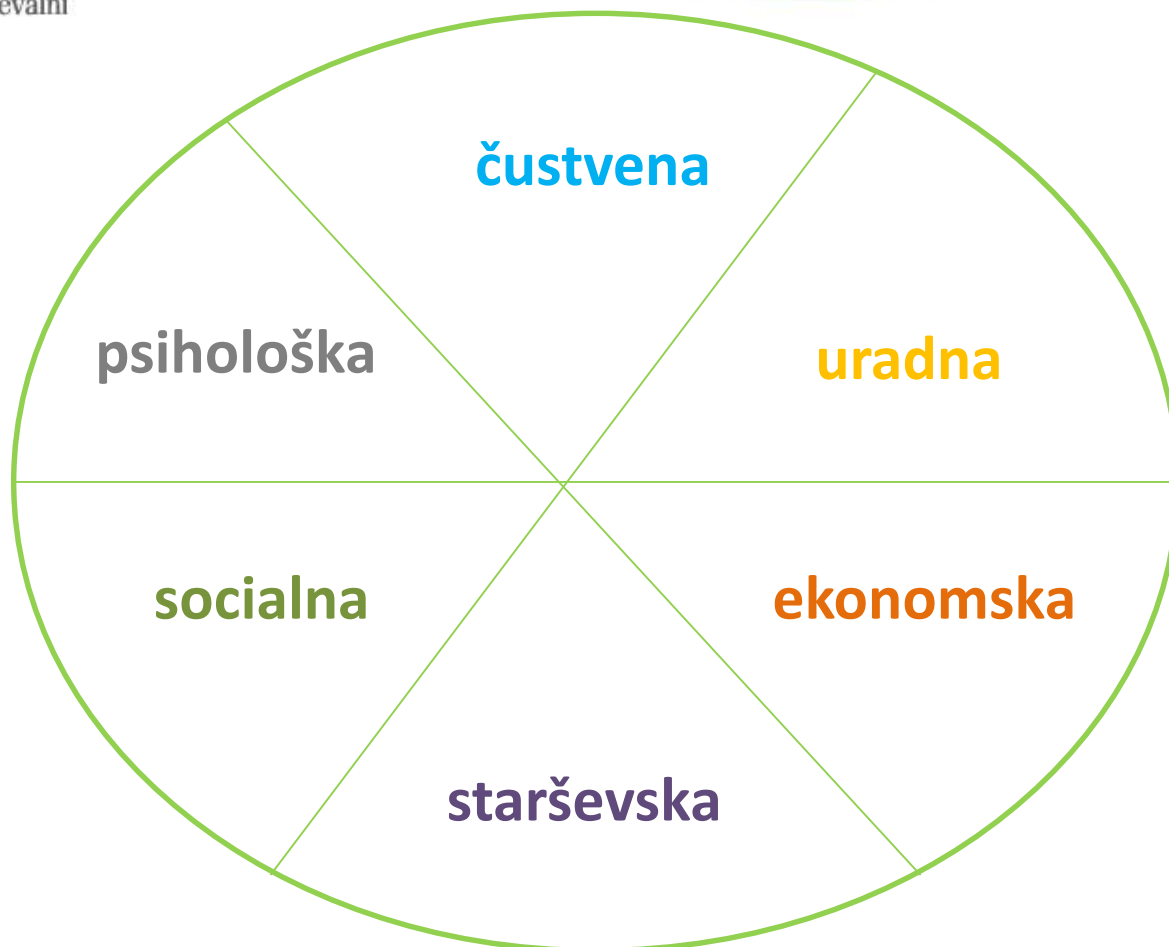 čustvena
psihološka
uradna
socialna
ekonomska
starševska